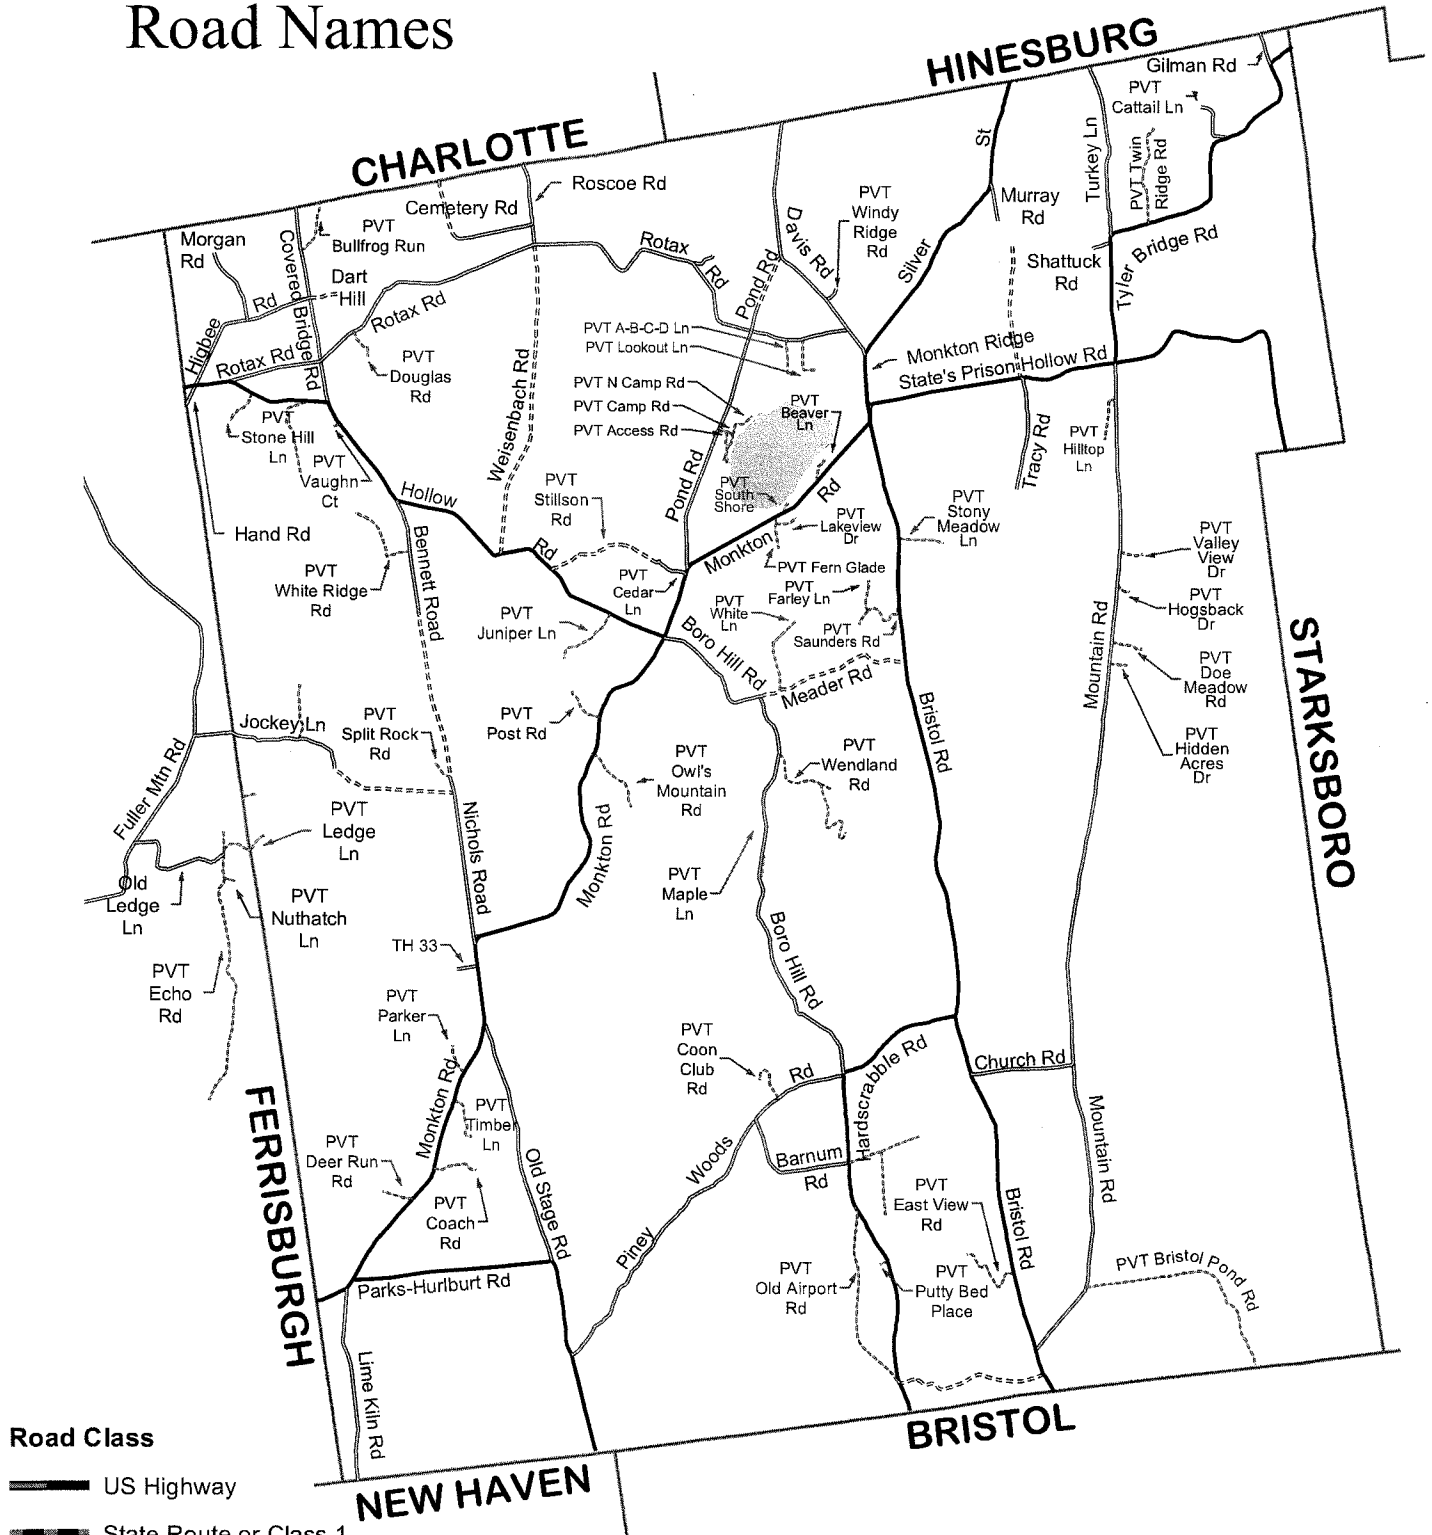 Road Names
HINESBURG
CHARLOTTE
Gilman Rd
PVT
Cattail Ln
St
Turkey Ln
PVT Twin
Ridge Rd
Roscoe Rd
Cemetery Rd
Murray
Rd
PVT
Windy
Ridge
Rd
Davis Rd
PVT
Bullfrog Run
Morgan
Rd
Covered Bridge Rd
Dart
Hill
Rotax
Rd
Pond Rd
Silver
Shattuck
Rd
Tyler
Bridge Rd
Rd
Higbee
Rotax Rd
Rotax Rd
PVT
Douglas
Rd
Weisenbach Rd
PVT A-B-C-D Ln
PVT Lookout Ln
PVT N Camp Rd
PVT Camp Rd
PVT Access Rd
PVT
Beaver
Ln
Monkton Ridge
State's Prison Hollow Rd
PVT
Stone Hill
Ln
PVT
Vaughn
Ct
Hand Rd
Hollow
Rd
PVT
Stillson
Rd
Pond Rd
PVT
South
Shore
Rd
Monkton
PVT
Lakeview
Dr
PVT
Stony
Meadow
Ln
Tracy Rd
PVT
Hilltop
Ln
PVT
Valley
View
Dr
PVT
Hogsback
Dr
PVT
Doe
Meadow
Rd
PVT
Hidden
Acres
Dr
STARKSBORO
Mountain Rd
Bennett Road
PVT
White Ridge
Rd
PVT
Cedar
Ln
PVT Fern Glade
PVT
Farley Ln
PVT
White
Ln
PVT
Saunders Rd
PVT
Juniper Ln
Boro Hill Rd
Meader Rd
Bristol Rd
Jockey Ln
PVT
Split Rock
Rd
PVT
Post Rd
PVT
Owl's
Mountain
Rd
PVT
Wendland
Rd
Fuller Mtn Rd
PVT
Ledge
Ln
Nichols Road
Monkton Rd
PVT
Maple
Ln
Old
Ledge
Ln
PVT
Nuthatch
Ln
PVT
Echo
Rd
TH 33
Boro Hill Rd
PVT
Parker
Ln
PVT
Coon
Club
Rd
Rd
Hardscrabble Rd
Church Rd
FERRISBURGH
Monkton Rd
PVT
Timber
Ln
PVT
Deer Run
Rd
PVT
Coach
Rd
Old Stage Rd
Woods
Piney
Barnum
Rd
Mountain Rd
PVT
East View
Rd
Bristol Rd
Parks-Hurlburt Rd
PVT
Old Airport
Rd
PVT
Putty Bed
Place
PVT Bristol Pond Rd
Lime Kiln Rd
BRISTOL
NEW HAVEN
Road Class
US Highway
State Route or Class 1